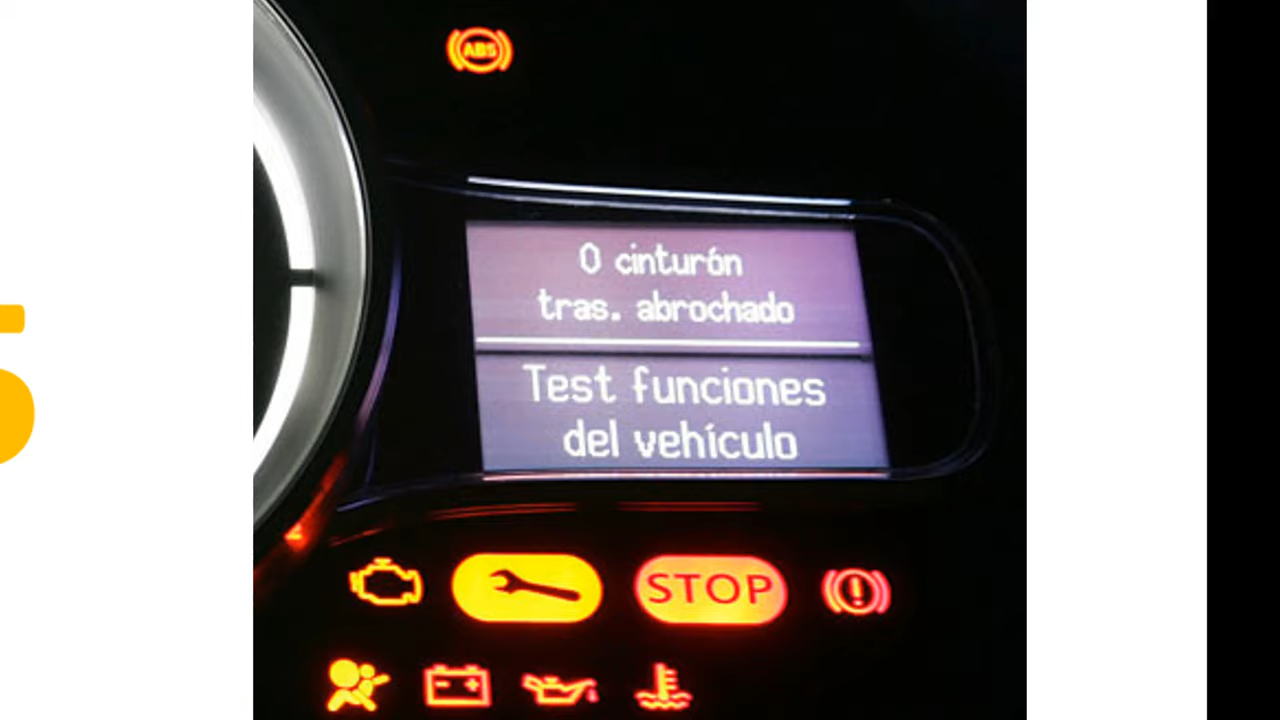 ABS
0 cinturón
tras. abrochado
Test funciones
del vehículo
STOP